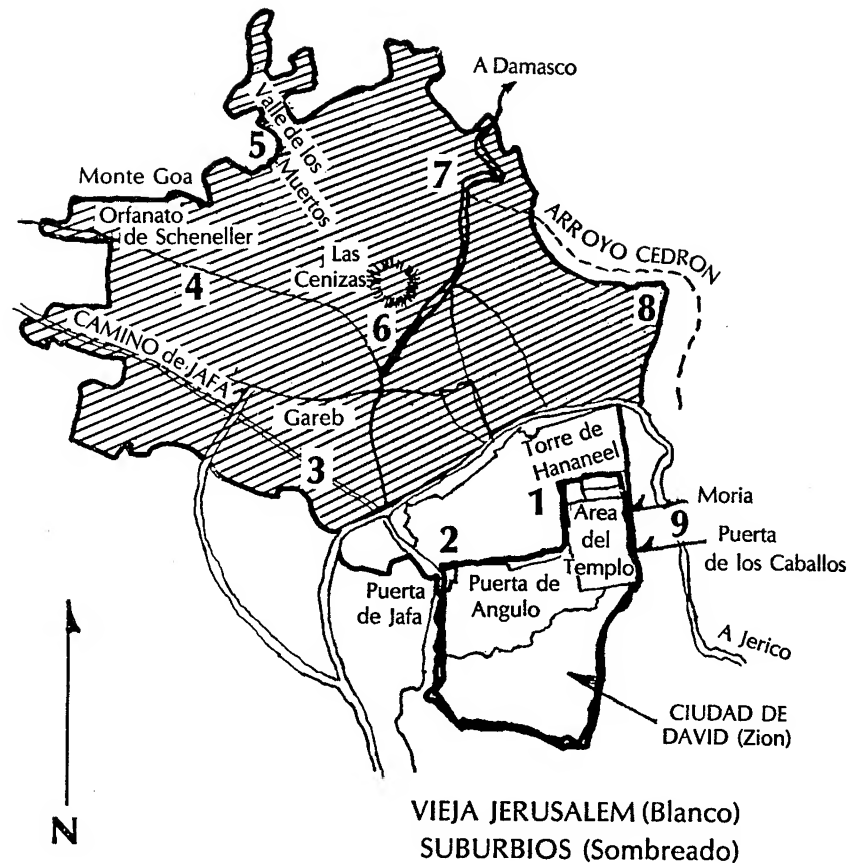 A Damasco
Valle de los
Muertos
5
7
Monte Goa
Orfanato
de Scheneller
ARROYO CEDRON
Las
Cenizas
4
6
8
CAMINO de JAFA
Gareb
3
Torre de
Hananeel
1
Moria
2
Area
del
Templo
9
Puerta
de los Caballos
Puerta
de Jafa
Puerta de
Angulo
A Jerico
CIUDAD DE
DAVID (Zion)
N
VIEJA JERUSALEM (Blanco)
SUBURBIOS (Sombreado)